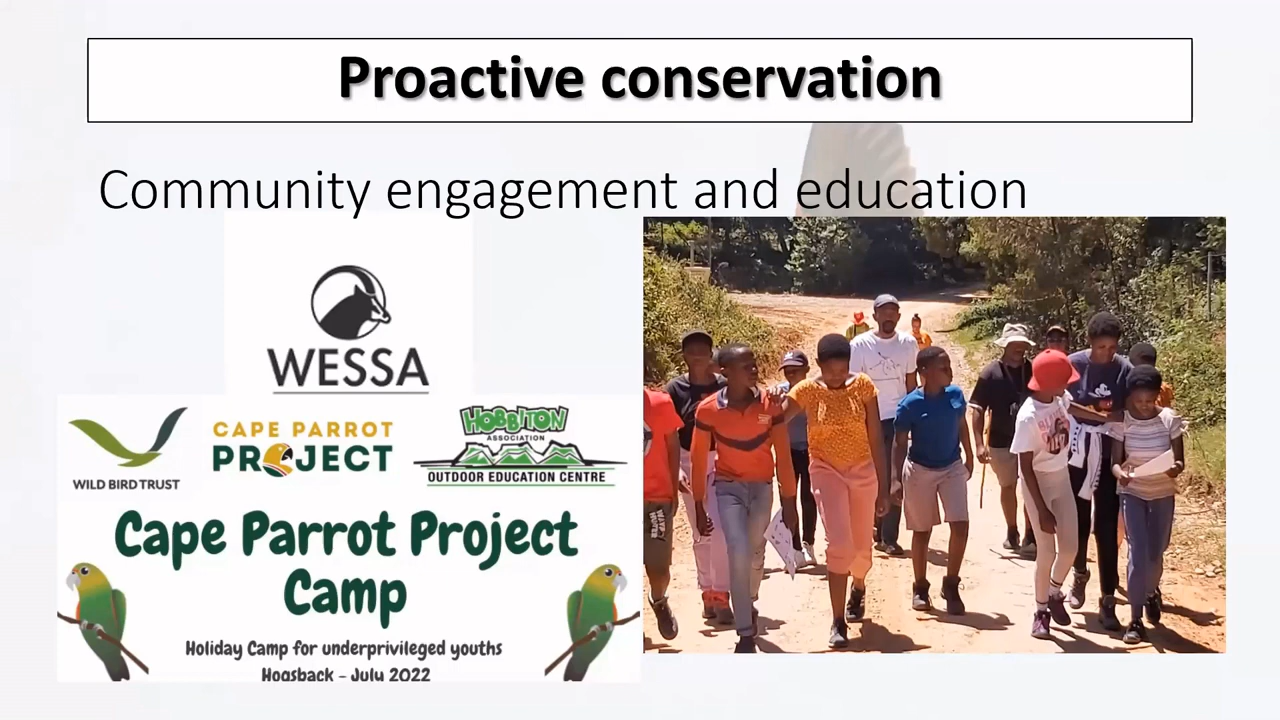 Proactive conservation
Community engagement and education
WESSA
WILD BIRD TRUST
CAPE PARROT
PROJECT
HOBBITON
ASSOCIATION
OUTDOOR EDUCATION CENTRE
Cape Parrot Project
Camp
Holiday Camp for underprivileged youths
Hogsback - July 2022